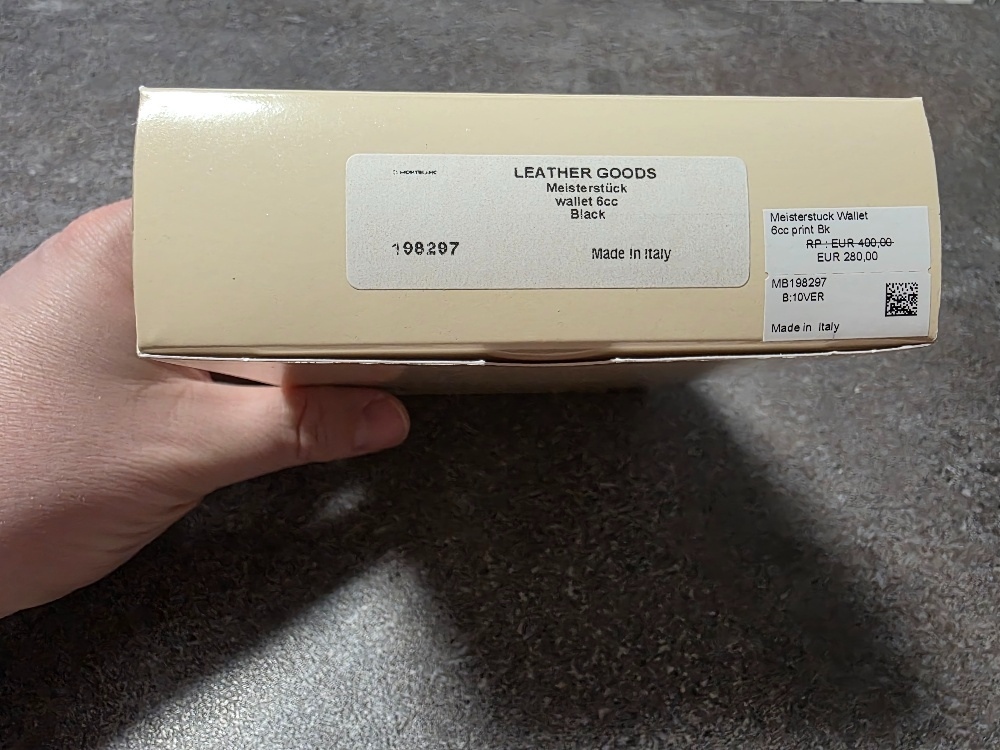 LEATHER GOODS
Meisterstück
wallet 6cc
Black
198297
Made in Italy
Meisterstuck Wallet
6cc print Bk
RP : EUR 400,00
EUR 280,00
MB198297
B:10VER
Made in Italy